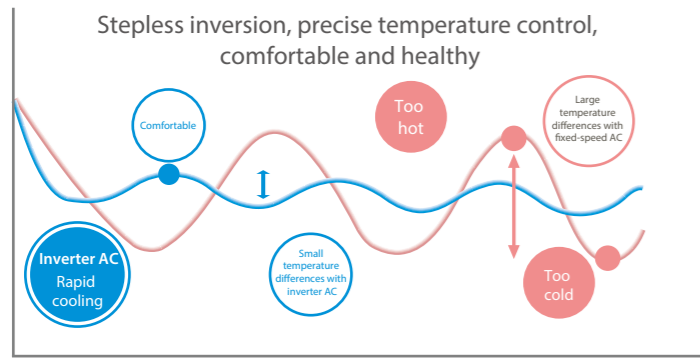 Stepless inversion, precise temperature control,
comfortable and healthy
Comfortable
Too
hot
Large
temperature
differences with
fixed-speed AC
Inverter AC
Rapid
cooling
Small
temperature
differences with
inverter AC
Too
cold